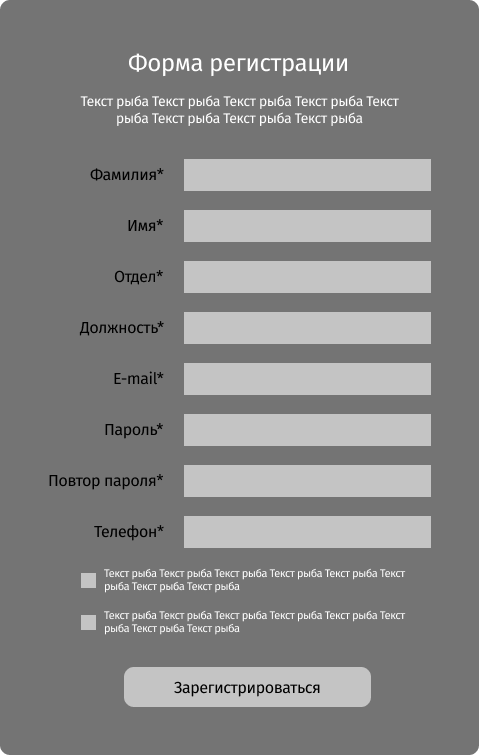 Форма регистрации
Текст рыба Текст рыба Текст рыба Текст рыба Текст
рыба Текст рыба Текст рыба Текст рыба
Фамилия*
Имя*
Отдел*
Должность*
E-mail*
Пароль*
Повтор пароля*
Телефон*
Текст рыба Текст рыба Текст рыба Текст рыба Текст рыба Текст
рыба Текст рыба Текст рыба
Текст рыба Текст рыба Текст рыба Текст рыба Текст рыба Текст
рыба Текст рыба Текст рыба
Зарегистрироваться